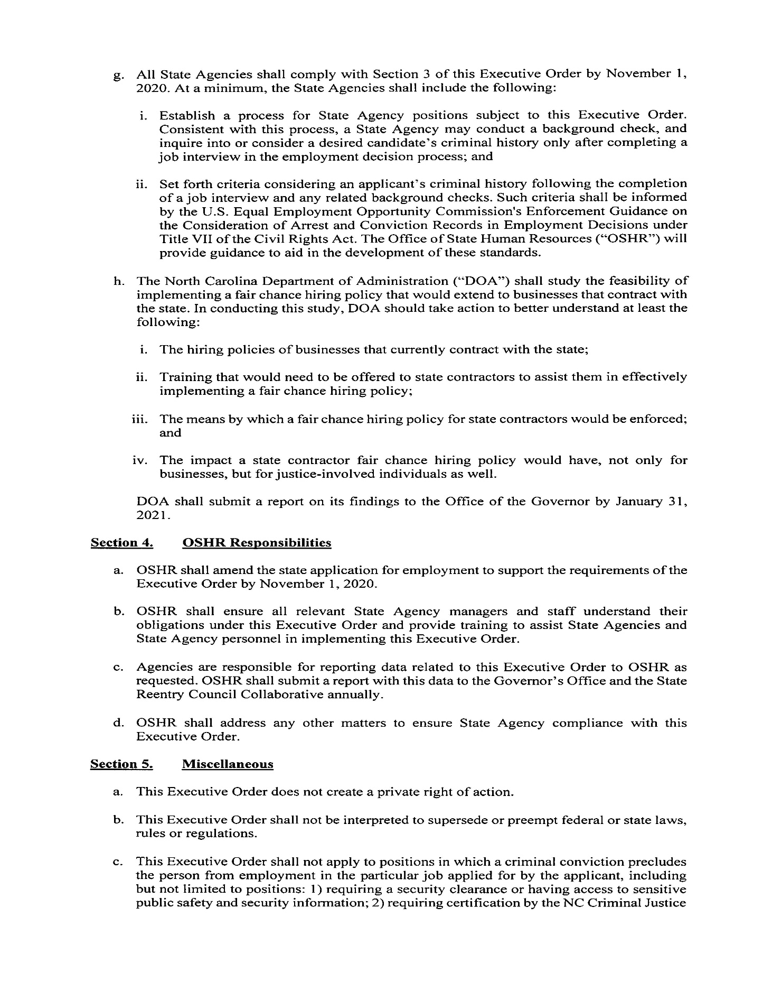 g. All State Agencies shall comply with Section 3 of this Executive Order by November 1,
2020. At a minimum, the State Agencies shall include the following:
i. Establish a process for State Agency positions subject to this Executive Order.
Consistent with this process, a State Agency may conduct a background check, and
inquire into or consider a desired candidate's criminal history only after completing a
job interview in the employment decision process; and
ii. Set forth criteria considering an applicant's criminal history following the completion
of a job interview and any related background checks. Such criteria shall be informed
by the U.S. Equal Employment Opportunity Commission's Enforcement Guidance on
the Consideration of Arrest and Conviction Records in Employment Decisions under
Title VII of the Civil Rights Act. The Office of State Human Resources (“OSHR”) will
provide guidance to aid in the development of these standards.
h. The North Carolina Department of Administration (“DOA”) shall study the feasibility of
implementing a fair chance hiring policy that would extend to businesses that contract with
the state. In conducting this study, DOA should take action to better understand at least the
following:
i. The hiring policies of businesses that currently contract with the state;
ii. Training that would need to be offered to state contractors to assist them in effectively
implementing a fair chance hiring policy;
iii. The means by which a fair chance hiring policy for state contractors would be enforced;
and
iv. The impact a state contractor fair chance hiring policy would have, not only for
businesses, but for justice-involved individuals as well.
DOA shall submit a report on its findings to the Office of the Governor by January 31,
2021.
Section 4. OSHR Responsibilities
a. OSHR shall amend the state application for employment to support the requirements of the
Executive Order by November 1, 2020.
b. OSHR shall ensure all relevant State Agency managers and staff understand their
obligations under this Executive Order and provide training to assist State Agencies and
State Agency personnel in implementing this Executive Order.
c. Agencies are responsible for reporting data related to this Executive Order to OSHR as
requested. OSHR shall submit a report with this data to the Governor's Office and the State
Reentry Council Collaborative annually.
d. OSHR shall address any other matters to ensure State Agency compliance with this
Executive Order.
Section 5. Miscellaneous
a. This Executive Order does not create a private right of action.
b. This Executive Order shall not be interpreted to supersede or preempt federal or state laws,
rules or regulations.
c. This Executive Order shall not apply to positions in which a criminal conviction precludes
the person from employment in the particular job applied for by the applicant, including
but not limited to positions: 1) requiring a security clearance or having access to sensitive
public safety and security information; 2) requiring certification by the NC Criminal Justice